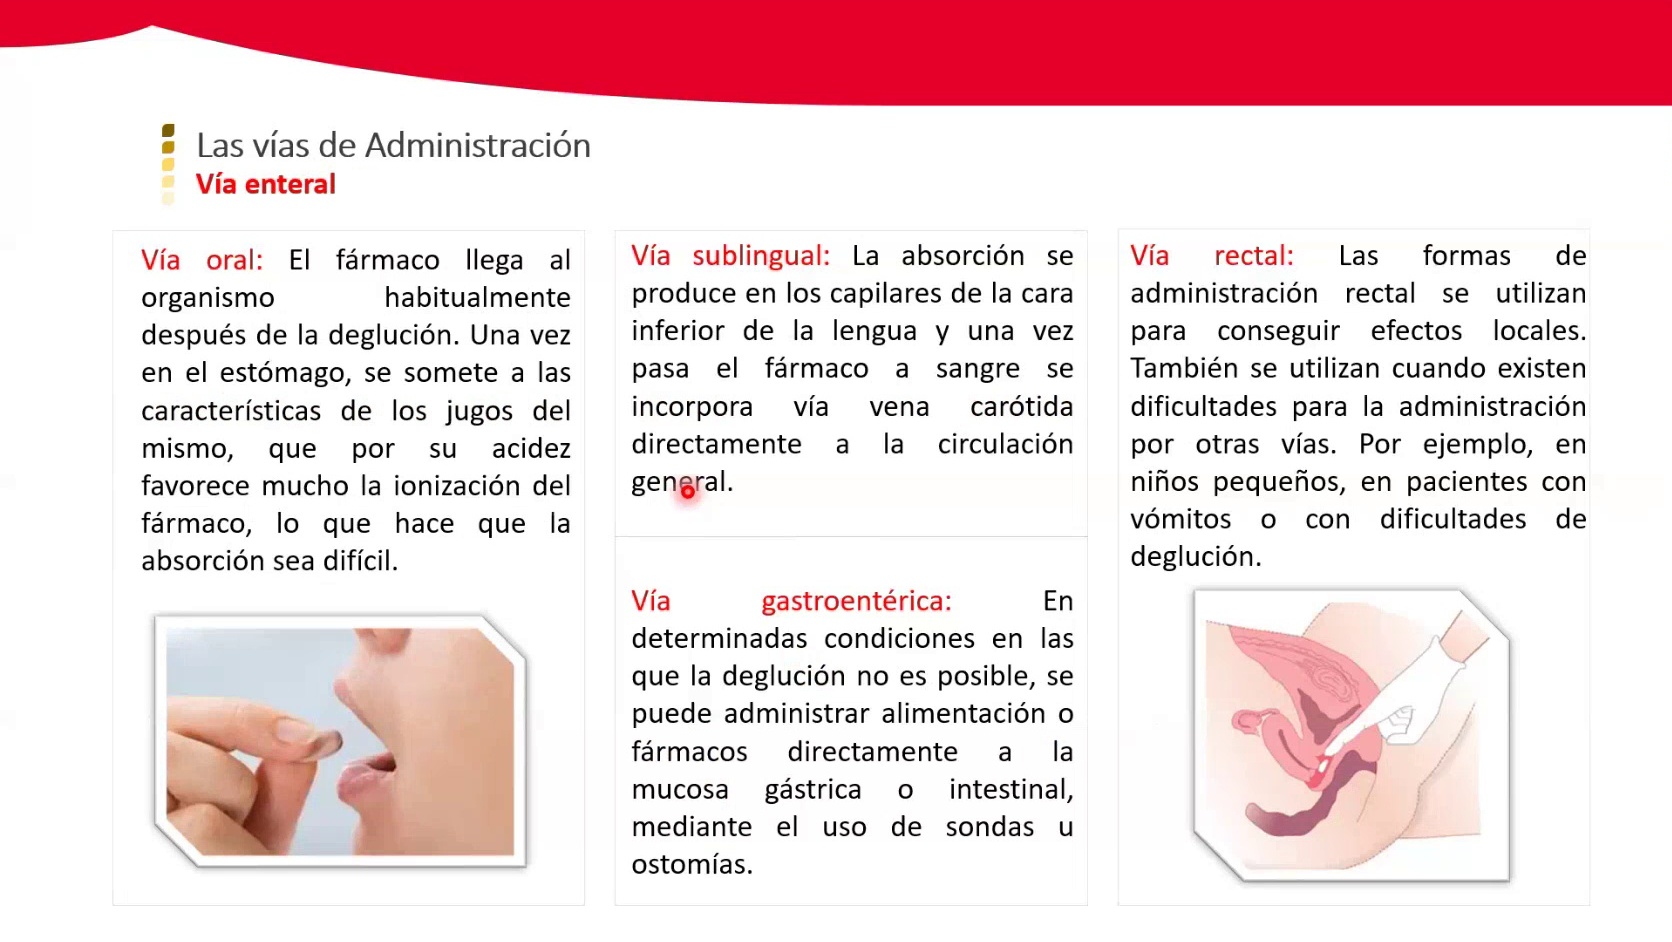 Las vías de Administración
Vía enteral
Vía oral: El fármaco llega al
organismo habitualmente
después de la deglución. Una vez
en el estómago, se somete a las
características de los jugos del
mismo, que por su acidez
favorece mucho la ionización del
fármaco, lo que hace que la
absorción sea difícil.
Vía sublingual: La absorción se
produce en los capilares de la cara
inferior de la lengua y una vez
pasa el fármaco a sangre se
incorpora vía vena carótida
directamente a la circulación
general.
Vía gastroentérica: En
determinadas condiciones en las
que la deglución no es posible, se
puede administrar alimentación o
fármacos directamente a la
mucosa gástrica o intestinal,
mediante el uso de sondas u
ostomías.
Vía rectal: Las formas de
administración rectal se utilizan
para conseguir efectos locales.
También se utilizan cuando existen
dificultades para la administración
por otras vías. Por ejemplo, en
niños pequeños, en pacientes con
vómitos o con dificultades de
deglución.